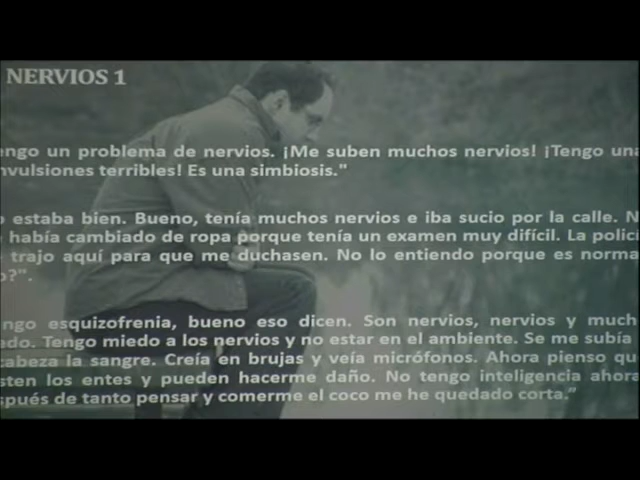 NERVIOS 1
engo un problema de nervios. ¡Me suben muchos nervios! ¡Tengo una
nvulsiones terribles! Es una simbiosis."
o estaba bien. Bueno, tenía muchos nervios e iba sucio por la calle. N
había cambiado de ropa porque tenía un examen muy difícil. La polic
trajo aquí para que me duchasen. No lo entiendo porque es norma
o?".
ngo esquizofrenia, bueno eso dicen. Son nervios, nervios y much
ado. Tengo miedo a los nervios y no estar en el ambiente. Se me subía
cabeza la sangre. Creía en brujas y veía micrófonos. Ahora pienso qu
sten los entes y pueden hacerme daño. No tengo inteligencia ahora
spués de tanto pensar y comerme el coco me he quedado corta.”